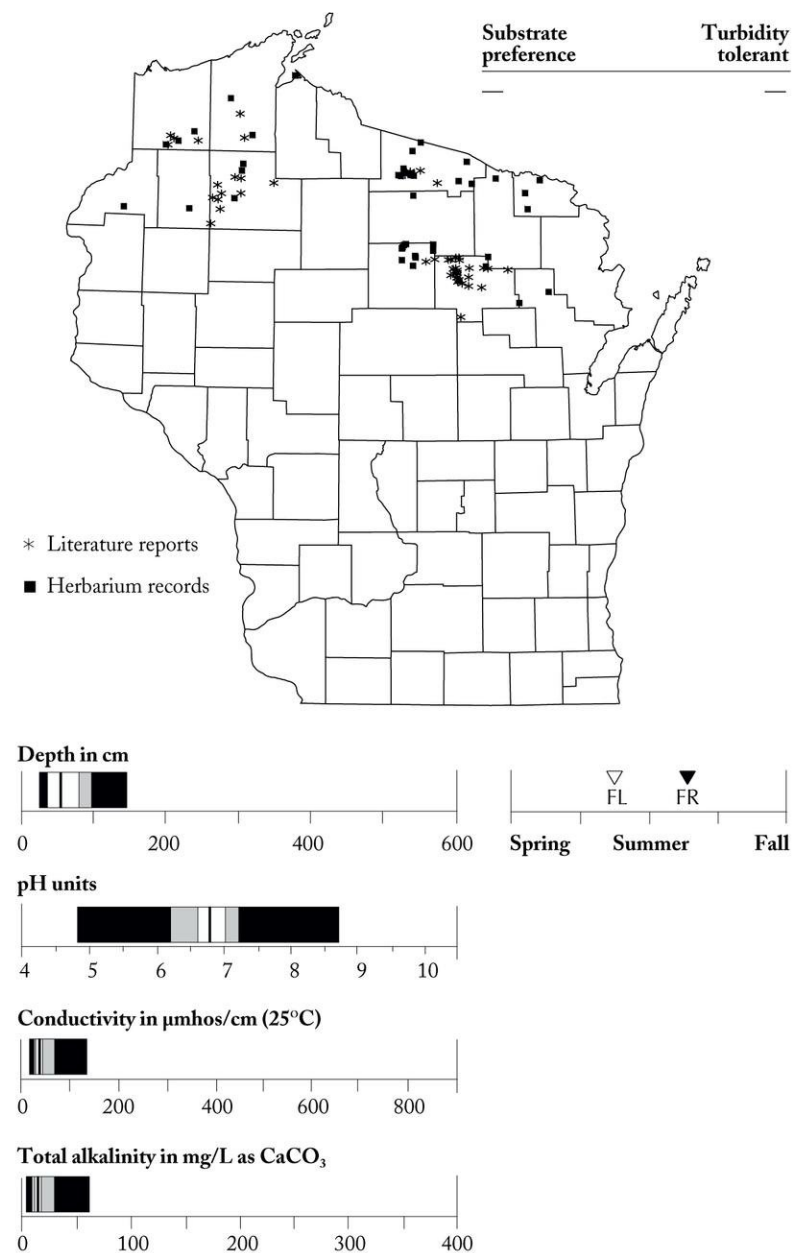 Substrate preference Turbidity tolerant
— —
* Literature reports
■ Herbarium records
Depth in cm
0 200 400 600
FL FR
Spring Summer Fall
pH units
4 5 6 7 8 9 10
Conductivity in µmhos/cm (25°C)
0 200 400 600 800
Total alkalinity in mg/L as CaCO₃
0 100 200 300 400